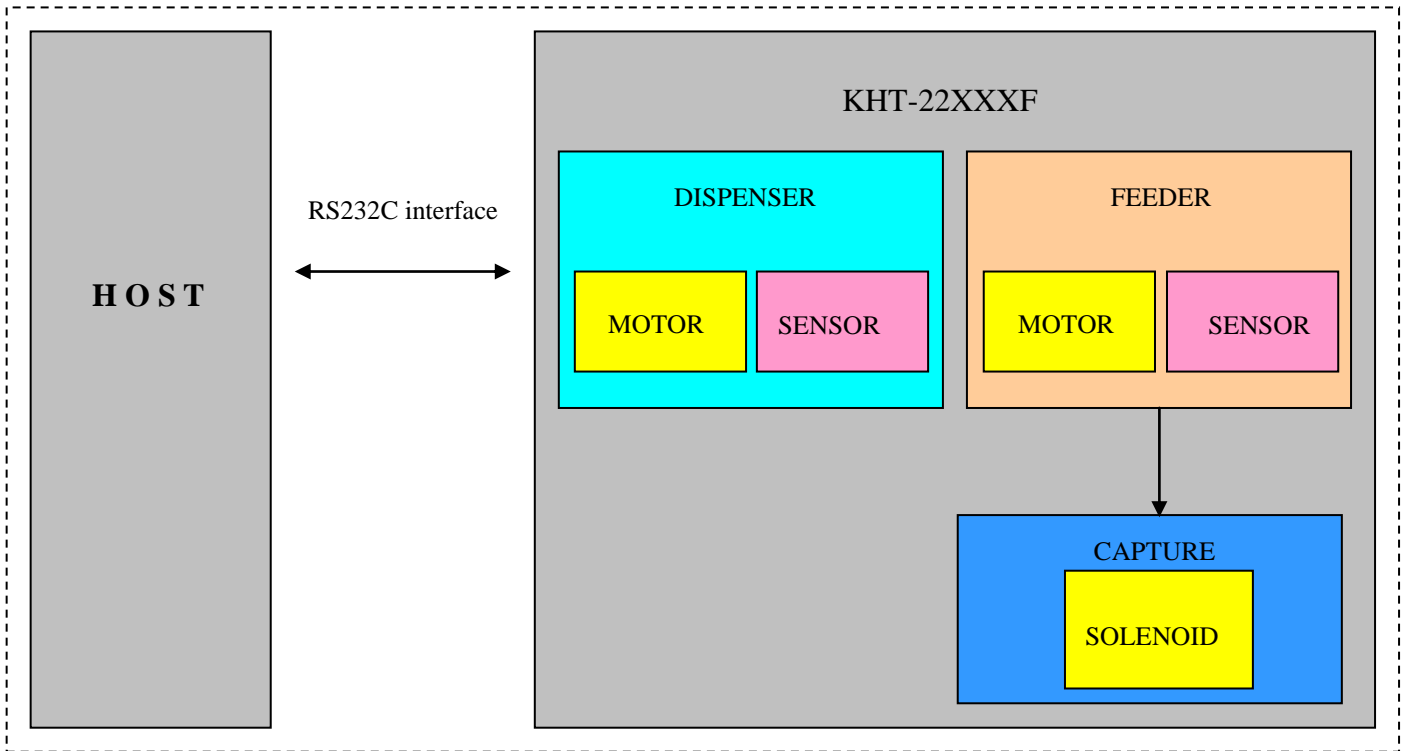 KHT-22XXXF
DISPENSER
FEEDER
RS232C interface
H O S T
MOTOR
SENSOR
MOTOR
SENSOR
CAPTURE
SOLENOID